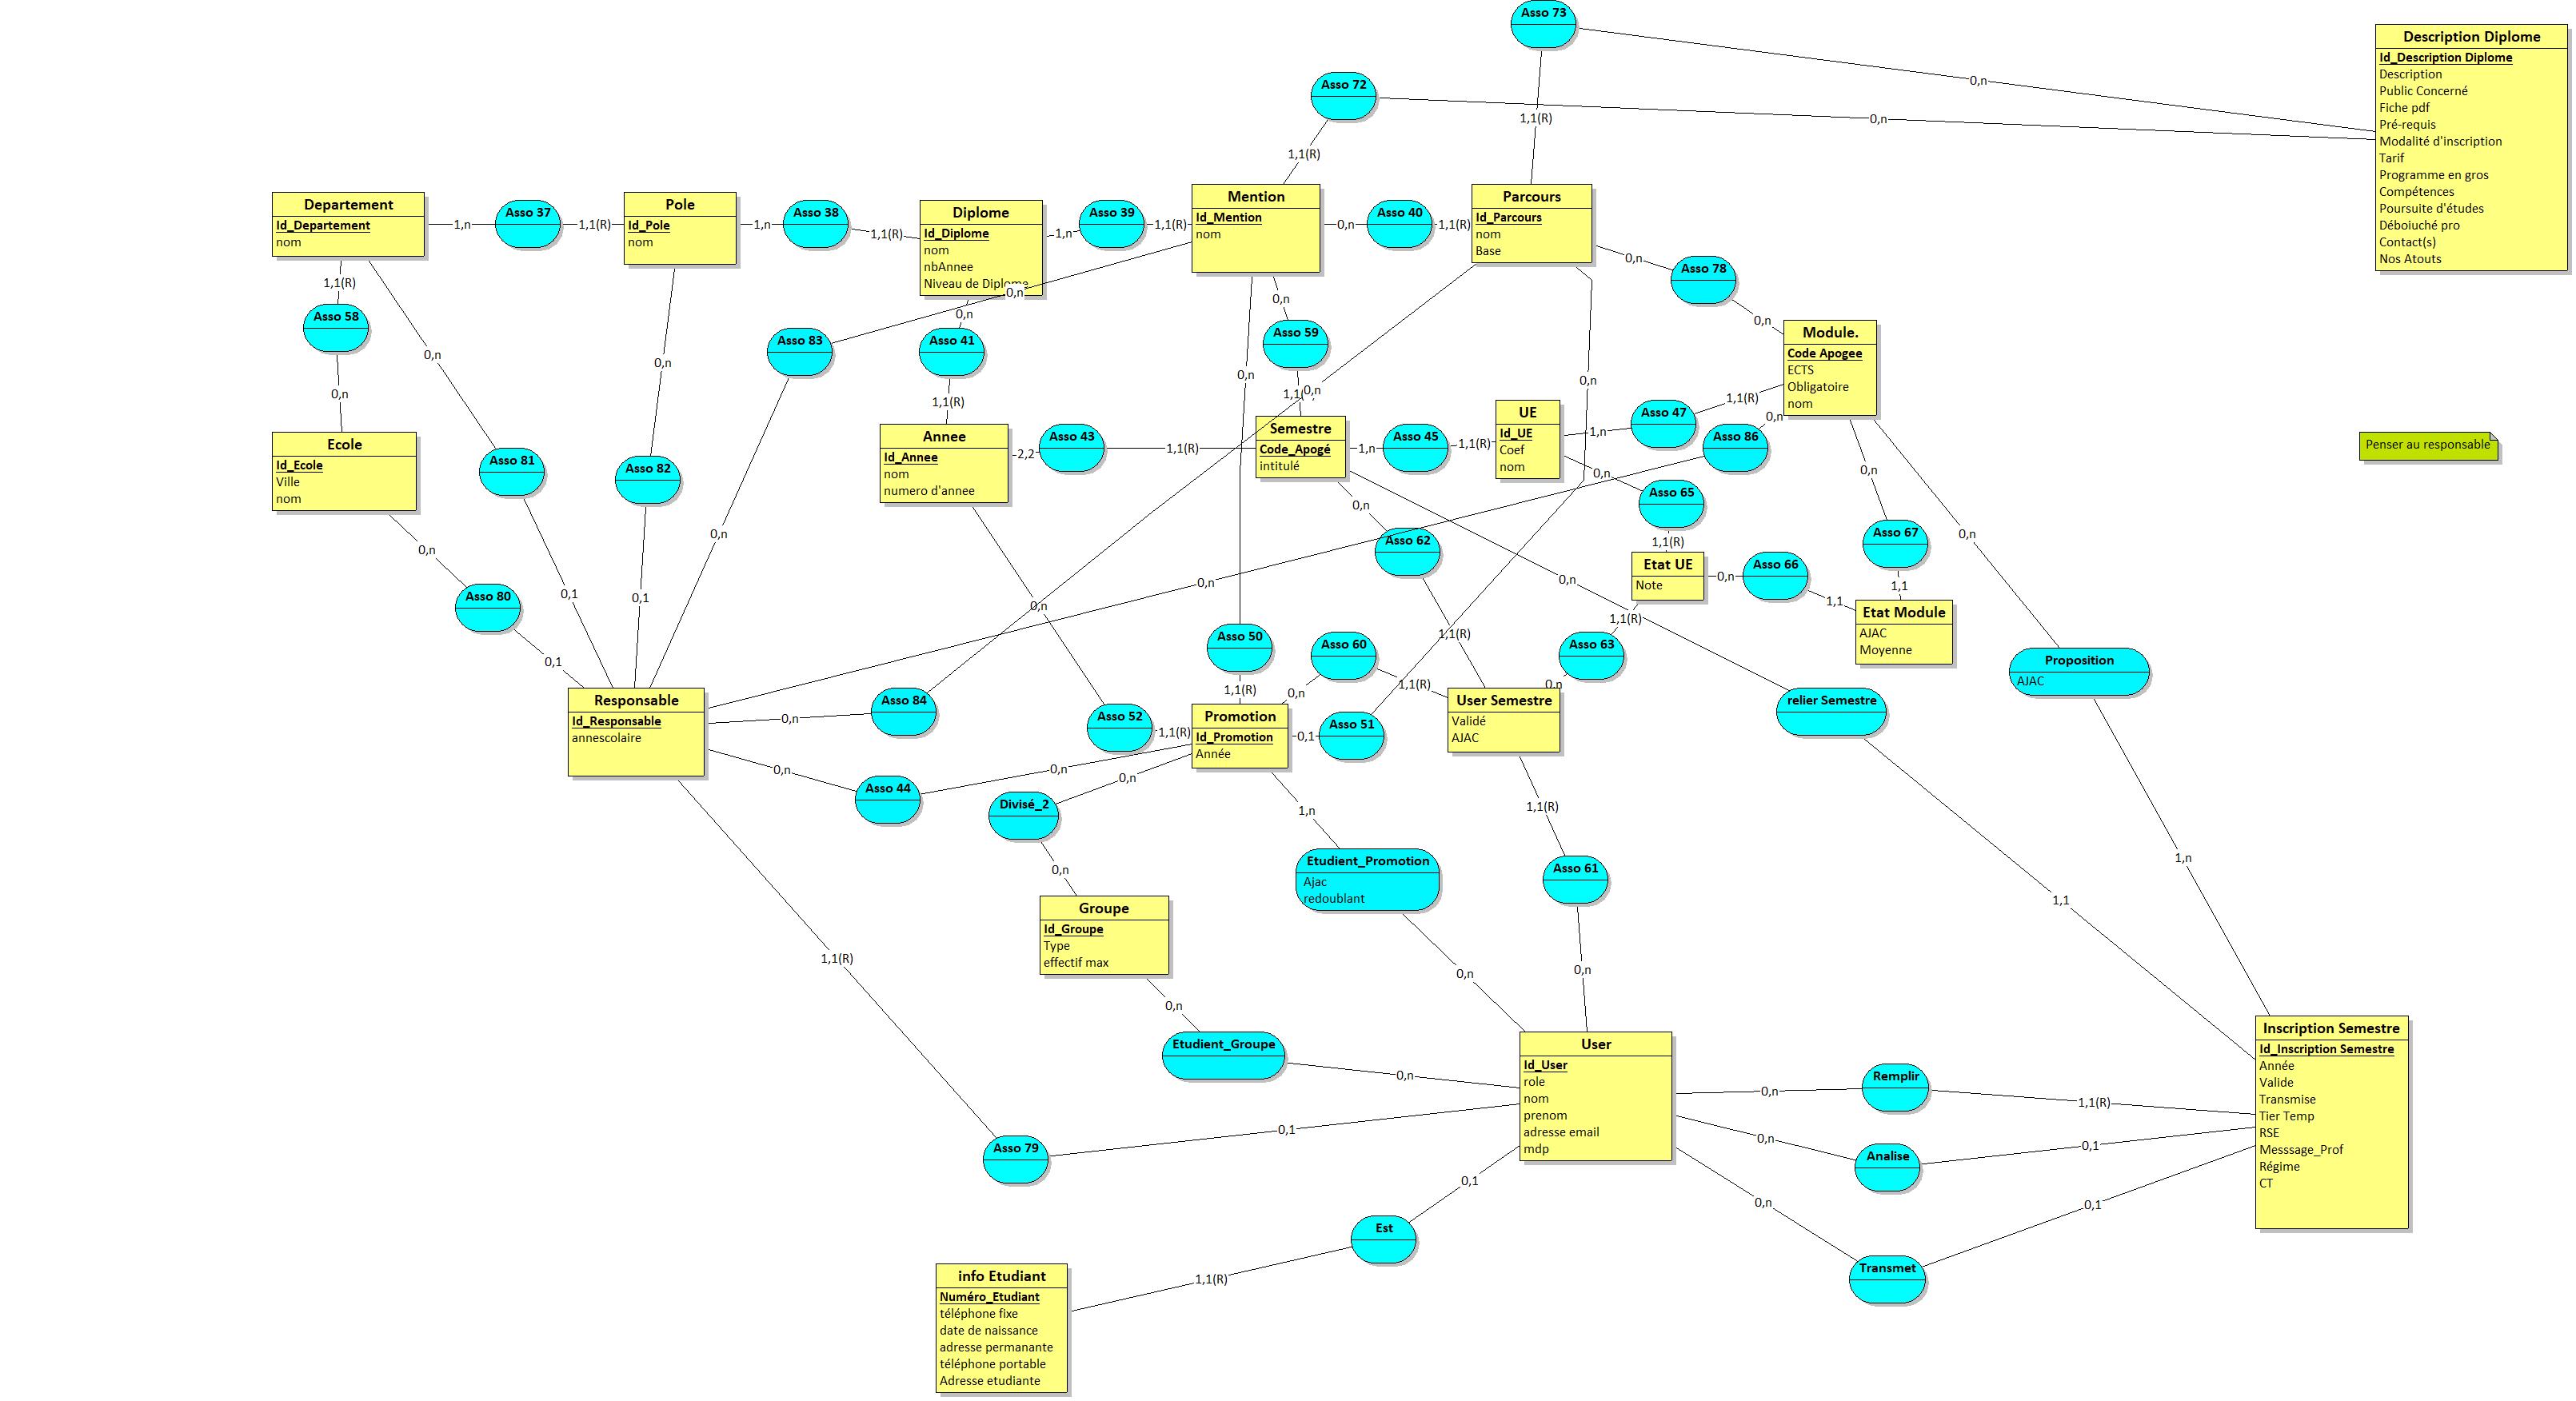 Asso 73
Description Diplome
Id_Description Diplome
Description
Public Concerné
Fiche pdf
Pré-requis
Modalité d'inscription
Tarif
Programme en gros
Compétences
Poursuite d'études
Déboiuché pro
Contact(s)
Nos Atouts
0,n
Asso 72
0,n
1,1(R)
1,1(R)
Departement
Id_Departement
nom
1,n
Asso 37
1,1(R)
Pole
Id_Pole
nom
1,n
Asso 38
1,1(R)
Diplome
Id_Diplome
nom
nbAnnee
Niveau de Diplome
1,n
Asso 39
1,1(R)
Mention
Id_Mention
nom
0,n
Asso 40
1,1(R)
Parcours
Id_Parcours
nom
Base
0,n
Asso 78
0,n
Module.
Code Apogee
ECTS
Obligatoire
nom
1,1(R)
Asso 58
0,n
0,n
0,n
Asso 83
0,n
0,n
Asso 41
1,1(R)
0,n
Asso 59
1,1
0,n
0,n
0,n
Ecole
Id_Ecole
Ville
nom
Asso 81
Asso 82
0,n
Annee
Id_Annee
nom
numero d'annee
2,2
Asso 43
1,1(R)
Semestre
Code_Apogé
intitulé
1,n
Asso 45
1,1(R)
UE
Id_UE
Coef
nom
1,n
Asso 47
1,1(R)
0,n
Asso 86
Penser au responsable
0,n
Asso 65
1,1(R)
0,n
Asso 67
1,1
0,n
0,n
Asso 62
0,n
Etat UE
Note
0,n
Asso 66
1,1
Etat Module
AJAC
Moyenne
0,n
Asso 80
0,1
0,1
0,1
0,n
0,n
1,1(R)
1,1(R)
Asso 63
0,n
Asso 50
1,1(R)
Asso 60
0,n
1,1(R)
Proposition
AJAC
relier Semestre
Responsable
Id_Responsable
annescolaire
0,n
Asso 84
Asso 52
1,1(R)
Promotion
Id_Promotion
Année
0,1
Asso 51
User Semestre
Validé
AJAC
0,n
Asso 44
0,n
0,n
Divisé_2
0,n
1,n
1,1(R)
Etudient_Promotion
Ajac
redoublant
Asso 61
1,n
1,1
Groupe
Id_Groupe
Type
effectif max
1,1(R)
0,n
0,n
0,n
Etudient_Groupe
0,n
User
Id_User
role
nom
prenom
adresse email
mdp
Inscription Semestre
Id_Inscription Semestre
Année
Valide
Transmise
Tier Temp
RSE
Messsage_Prof
Régime
CT
0,n
Remplir
1,1(R)
Asso 79
0,1
0,n
Analise
0,1
0,1
0,n
0,1
Est
Transmet
info Etudiant
Numéro_Etudiant
téléphone fixe
date de naissance
adresse permanante
téléphone portable
Adresse etudiante
1,1(R)